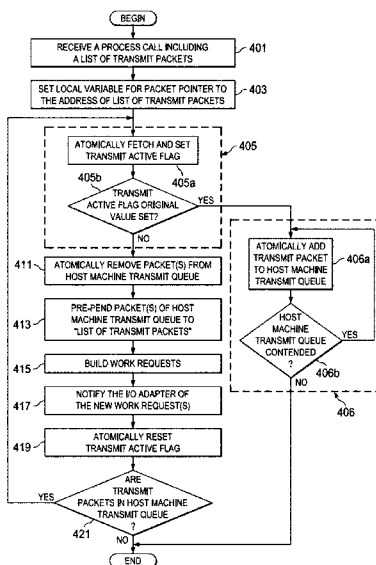 BEGIN
RECEIVE A PROCESS CALL INCLUDING
A LIST OF TRANSMIT PACKETS
401
SET LOCAL VARIABLE FOR PACKET POINTER TO
THE ADDRESS OF LIST OF TRANSMIT PACKETS
403
405
ATOMICALLY FETCH AND SET
TRANSMIT ACTIVE FLAG
405a
405b
TRANSMIT
ACTIVE FLAG ORIGINAL
VALUE SET?
YES
NO
406a
ATOMICALLY ADD
TRANSMIT PACKET
TO HOST MACHINE
TRANSMIT QUEUE
411
ATOMICALLY REMOVE PACKET(S) FROM
HOST MACHINE TRANSMIT QUEUE
413
PRE-PEND PACKET(S) OF HOST
MACHINE TRANSMIT QUEUE TO
"LIST OF TRANSMIT PACKETS"
HOST
MACHINE
TRANSMIT QUEUE
CONTENDED
?
YES
406b
NO
406
415
BUILD WORK REQUESTS
417
NOTIFY THE I/O ADAPTER OF
THE NEW WORK REQUEST(S)
419
ATOMICALLY RESET
TRANSMIT ACTIVE FLAG
YES
ARE
TRANSMIT
PACKETS IN HOST MACHINE
TRANSMIT QUEUE
?
421
NO
END